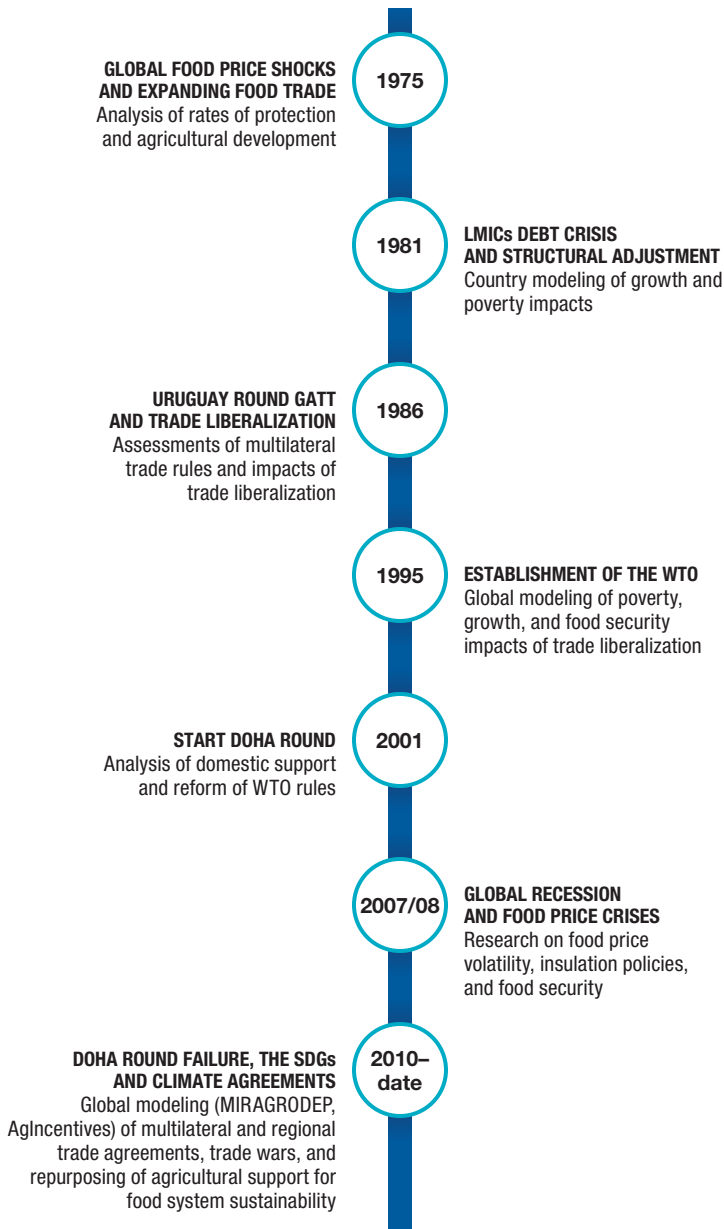 1975
GLOBAL FOOD PRICE SHOCKS
AND EXPANDING FOOD TRADE
Analysis of rates of protection
and agricultural development
1981
LMICs DEBT CRISIS
AND STRUCTURAL ADJUSTMENT
Country modeling of growth and
poverty impacts
1986
URUGUAY ROUND GATT
AND TRADE LIBERALIZATION
Assessments of multilateral
trade rules and impacts of
trade liberalization
1995
ESTABLISHMENT OF THE WTO
Global modeling of poverty,
growth, and food security
impacts of trade liberalization
2001
START DOHA ROUND
Analysis of domestic support
and reform of WTO rules
2007/08
GLOBAL RECESSION
AND FOOD PRICE CRISES
Research on food price
volatility, insulation policies,
and food security
2010–
date
DOHA ROUND FAILURE, THE SDGs
AND CLIMATE AGREEMENTS
Global modeling (MIRAGRODEP,
AgIncentives) of multilateral and regional
trade agreements, trade wars, and
repurposing of agricultural support for
food system sustainability